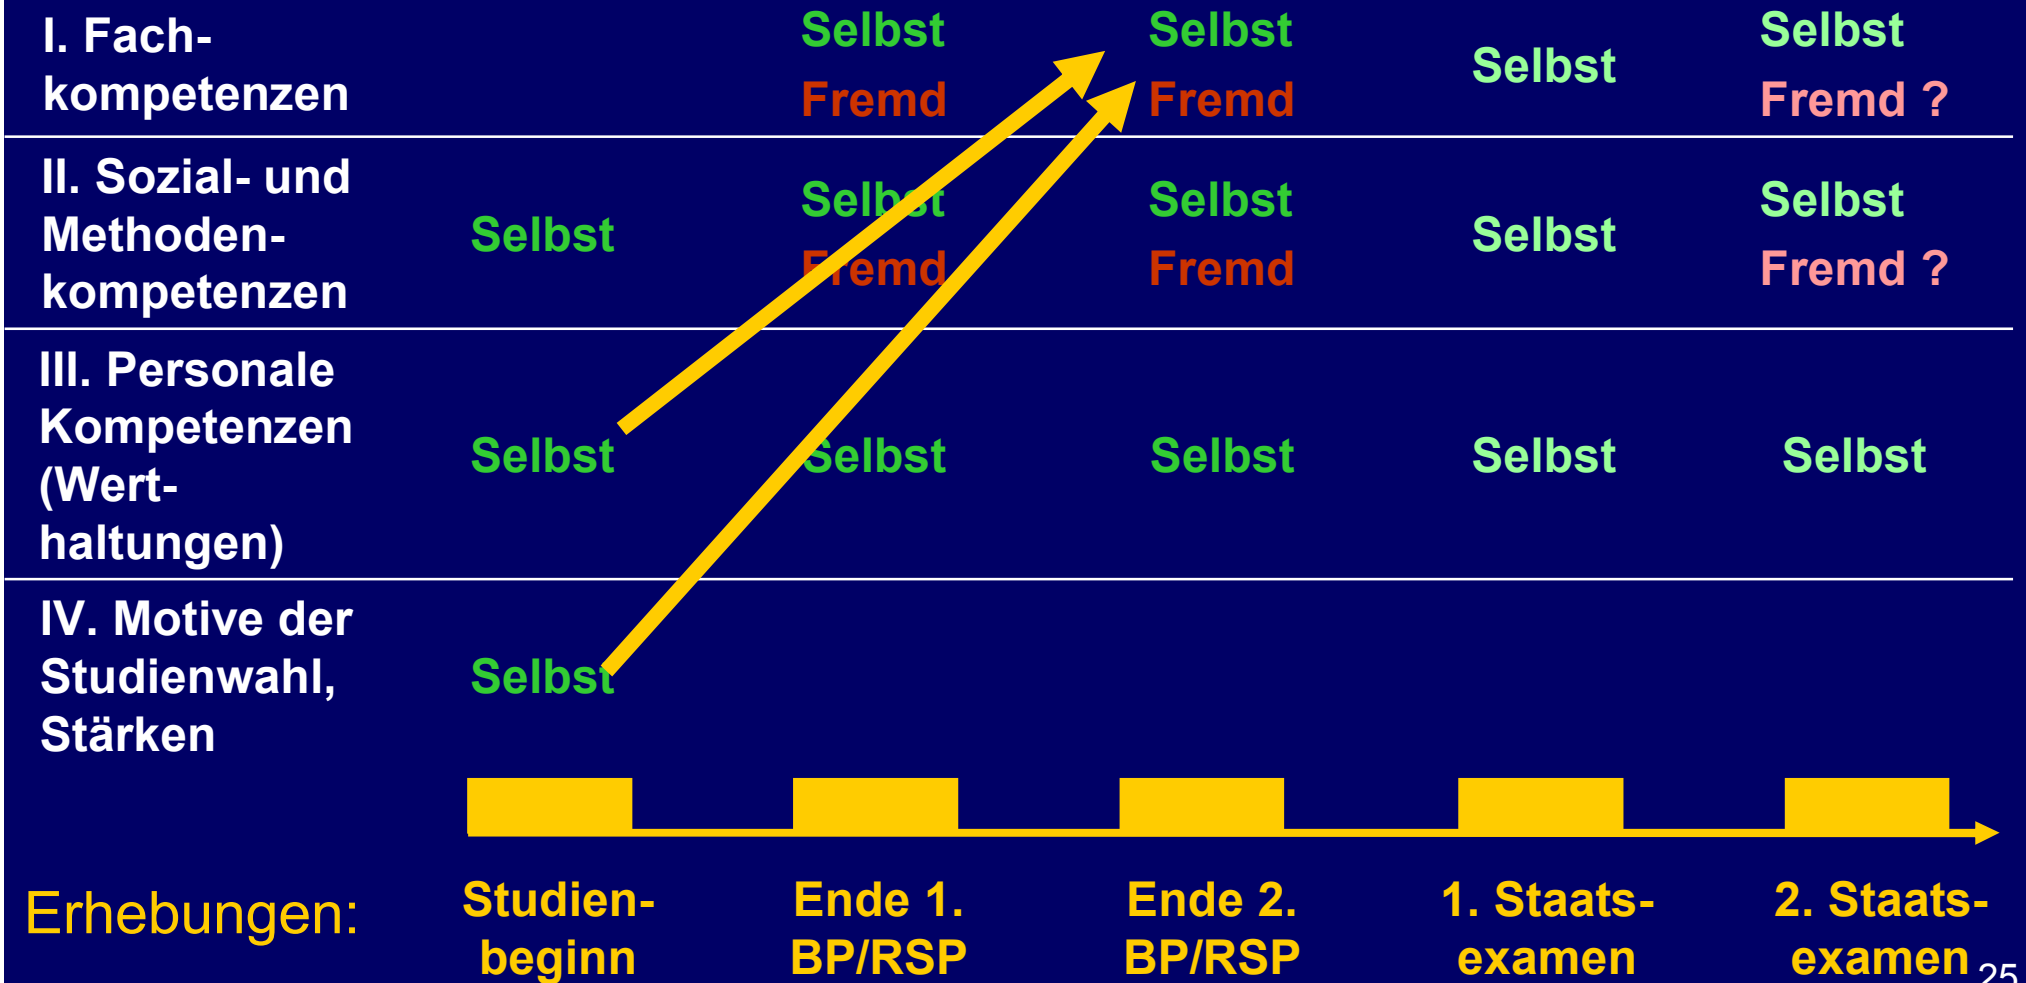 I. Fach-
kompetenzen
Selbst
Fremd
Selbst
Fremd
Selbst
Selbst
Fremd ?
II. Sozial- und
Methoden-
kompetenzen
Selbst
Selbst
Fremd
Selbst
Fremd
Selbst
Selbst
Fremd ?
III. Personale
Kompetenzen
(Wert-
haltungen)
Selbst
Selbst
Selbst
Selbst
Selbst
IV. Motive der
Studienwahl,
Stärken
Selbst
Erhebungen:
Studien-
beginn
Ende 1.
BP/RSP
Ende 2.
BP/RSP
1. Staats-
examen
2. Staats-
examen
25